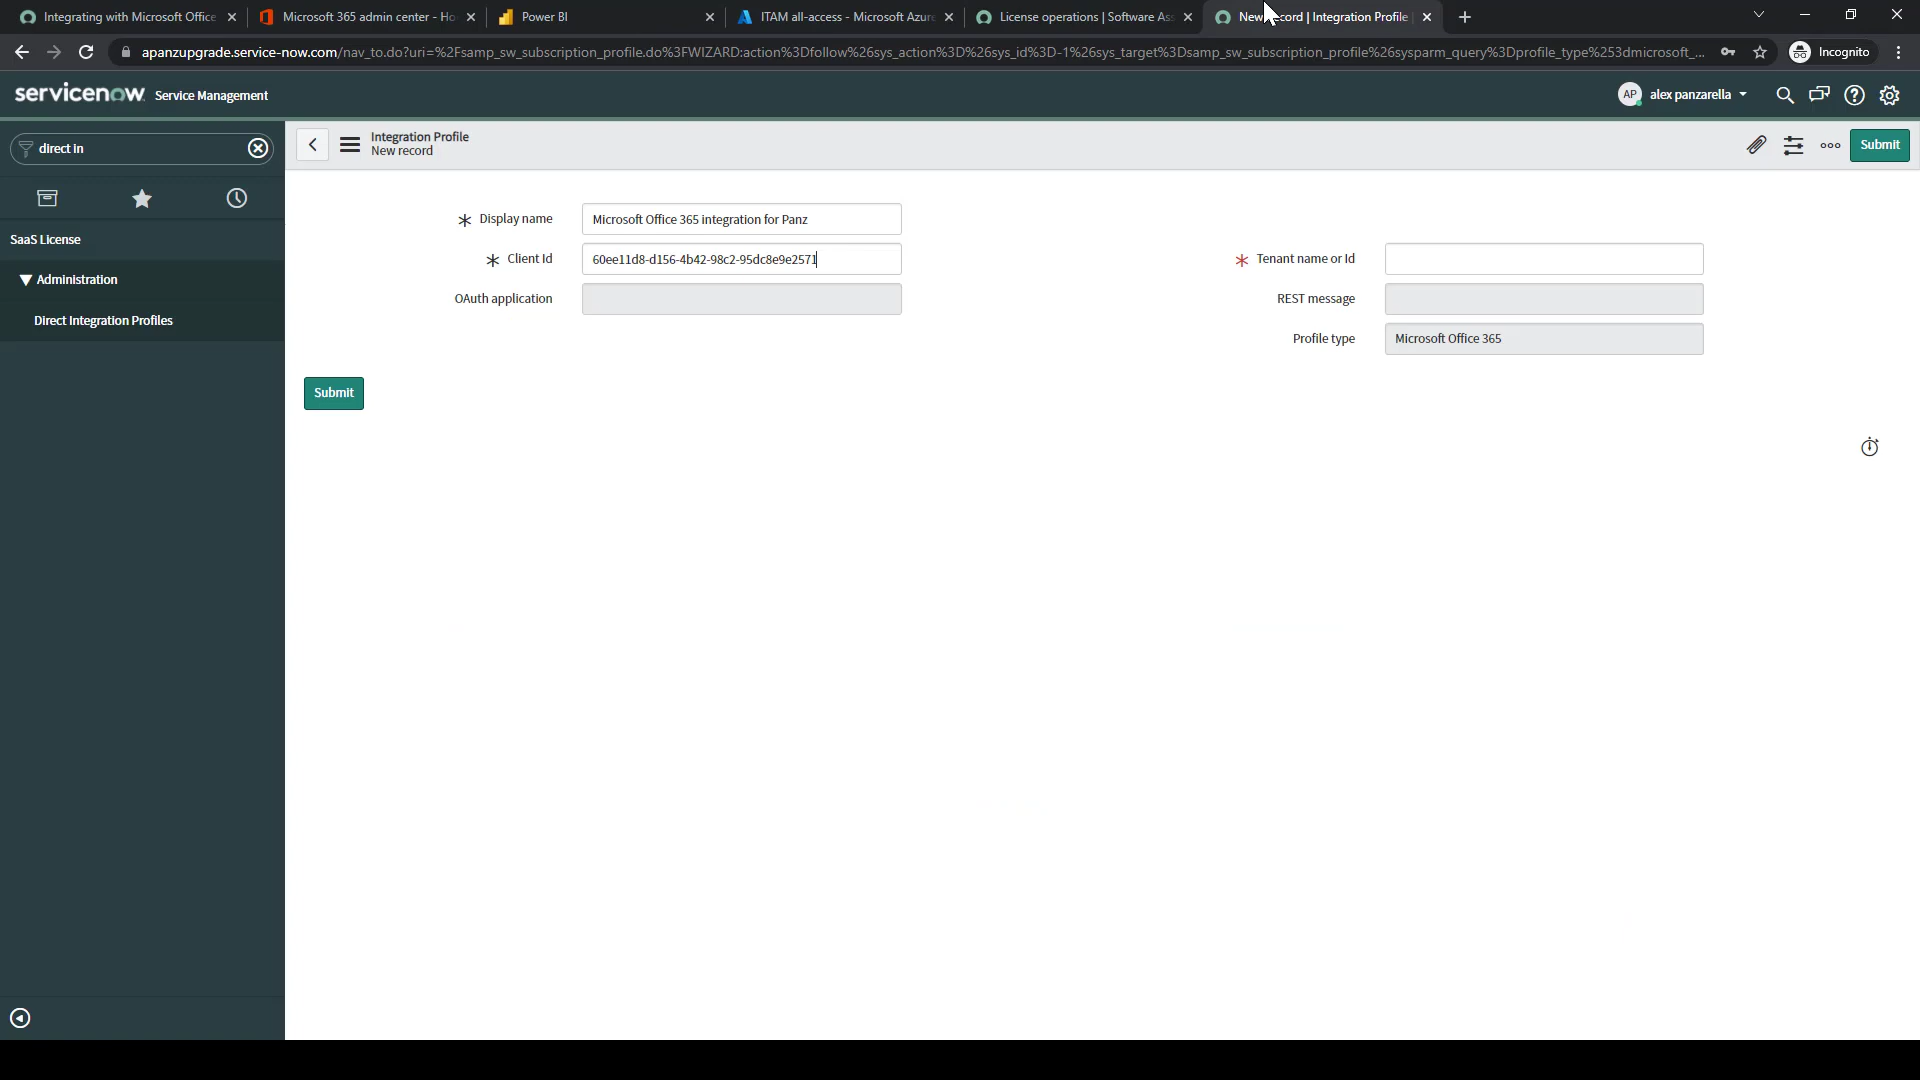 Integrating with Microsoft Office
Microsoft 365 admin center - Ho
Power BI
ITAM all-access - Microsoft Azure
License operations | Software Ass
New record | Integration Profile
apanzupgrade.service-now.com/nav_to.do?uri=%2Fsamp_sw_subscription_profile.do%3FWIZARD:action%3Dfollow%26sys_action%3D%26sys_id%3D-1%26sys_target%3Dsamp_sw_subscription_profile%26sysparm_query%3Dprofile_type%253dmicrosoft_...
Incognito
servicenow Service Management
AP alex panzarella
direct in
Integration Profile
New record
Submit
SaaS License
Administration
Direct Integration Profiles
Display name Microsoft Office 365 integration for Panz
Client Id 60ee11d8-d156-4b42-98c2-95dc8e9e2571
Tenant name or Id
OAuth application
REST message
Profile type Microsoft Office 365
Submit